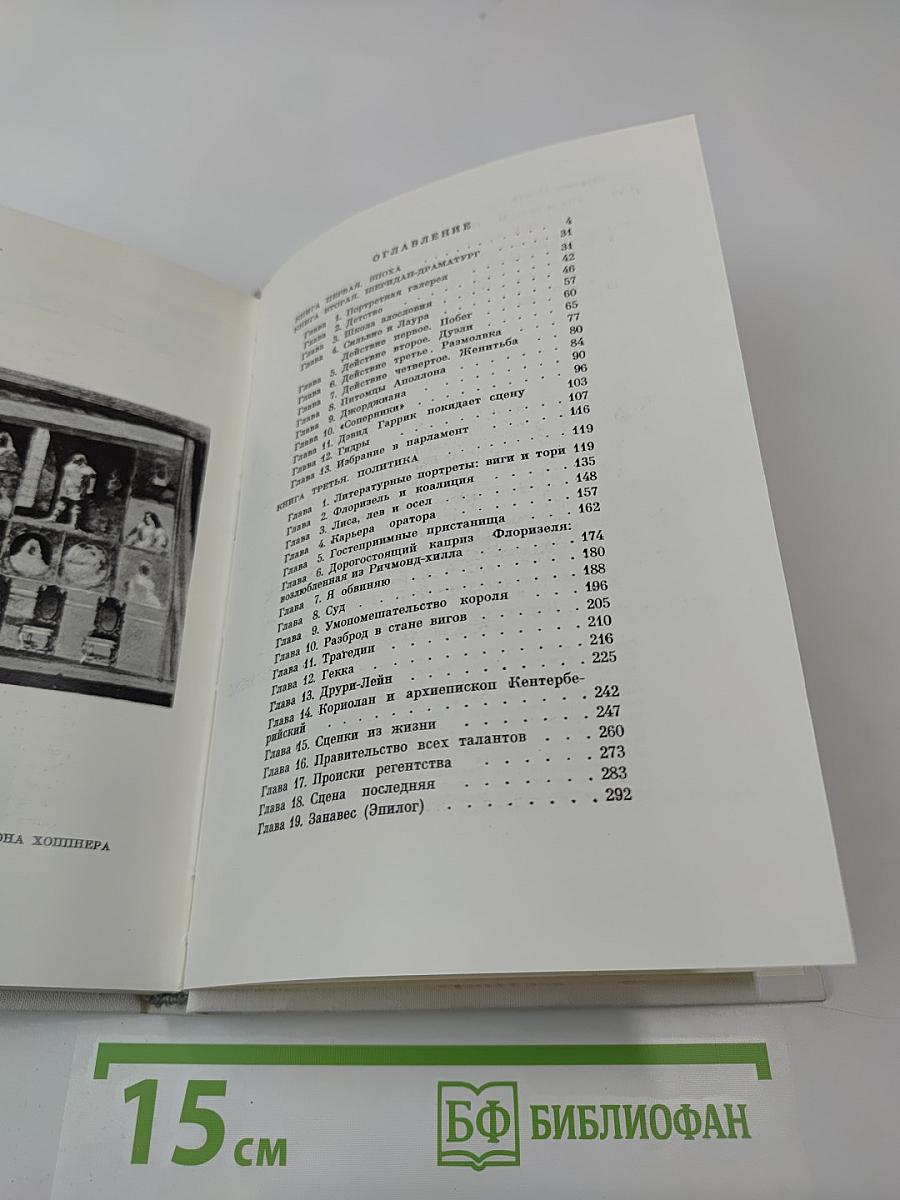 ОГЛАВЛЕНИЕ
КНИГА ПЕРВАЯ. ЭПОХА . . . . . . . . 4
КНИГА ВТОРАЯ. ШЕРИДАН-ДРАМАТУРГ . . . . 31
Глава 1. Портретная галерея . . . . . 31
Глава 2. Детство . . . . . . . 42
Глава 3. Школа злословия . . . . . 46
Глава 4. Сильвио и Лаура . . . . . 57
Действие первое. Побег . . . . 60
Глава 5. Действие второе. Дуэли . . . . 65
Глава 6. Действие третье. Размолвка . . . 77
Глава 7. Действие четвертое. Женитьба . . . 80
Глава 8. Питомцы Аполлона . . . . . 84
Глава 9. Джорджиана . . . . . . 90
Глава 10. «Соперники» . . . . . . 96
Глава 11. Дэвид Гаррик покидает сцену . . . 103
Глава 12. Гидры . . . . . . . 107
Глава 13. Избрание в парламент . . . . 116
КНИГА ТРЕТЬЯ. ПОЛИТИКА . . . . . . 119
Глава 1. Литературные портреты: виги и тори 119
Глава 2. Флоризель и коалиция . . . . 135
Глава 3. Лиса, лев и осел . . . . . 148
Глава 4. Карьера оратора . . . . . 157
Глава 5. Гостеприимные пристанища . . . 162
Глава 6. Дорогостоящий каприз Флоризеля:
возлюбленная из Ричмонд-хилла . . . . 174
Глава 7. Я обвиняю . . . . . . 180
Глава 8. Суд . . . . . . . . 188
Глава 9. Умопомешательство короля . . . 196
Глава 10. Разброд в стане вигов . . . . 205
Глава 11. Трагедии . . . . . . . 210
Глава 12. Гекка . . . . . . . . 216
Глава 13. Друри-Лейн . . . . . . 225
Глава 14. Кориолан и архиепископ Кентербе-
рийский . . . . . . . . . 242
Глава 15. Сценки из жизни . . . . . 247
Глава 16. Правительство всех талантов . . . 260
Глава 17. Происки регентства . . . . . 273
Глава 18. Сцена последняя . . . . . 283
Глава 19. Занавес (Эпилог) . . . . . . 292
ОНА ХОППНЕРА
15 см
БФ БИБЛИОФАН